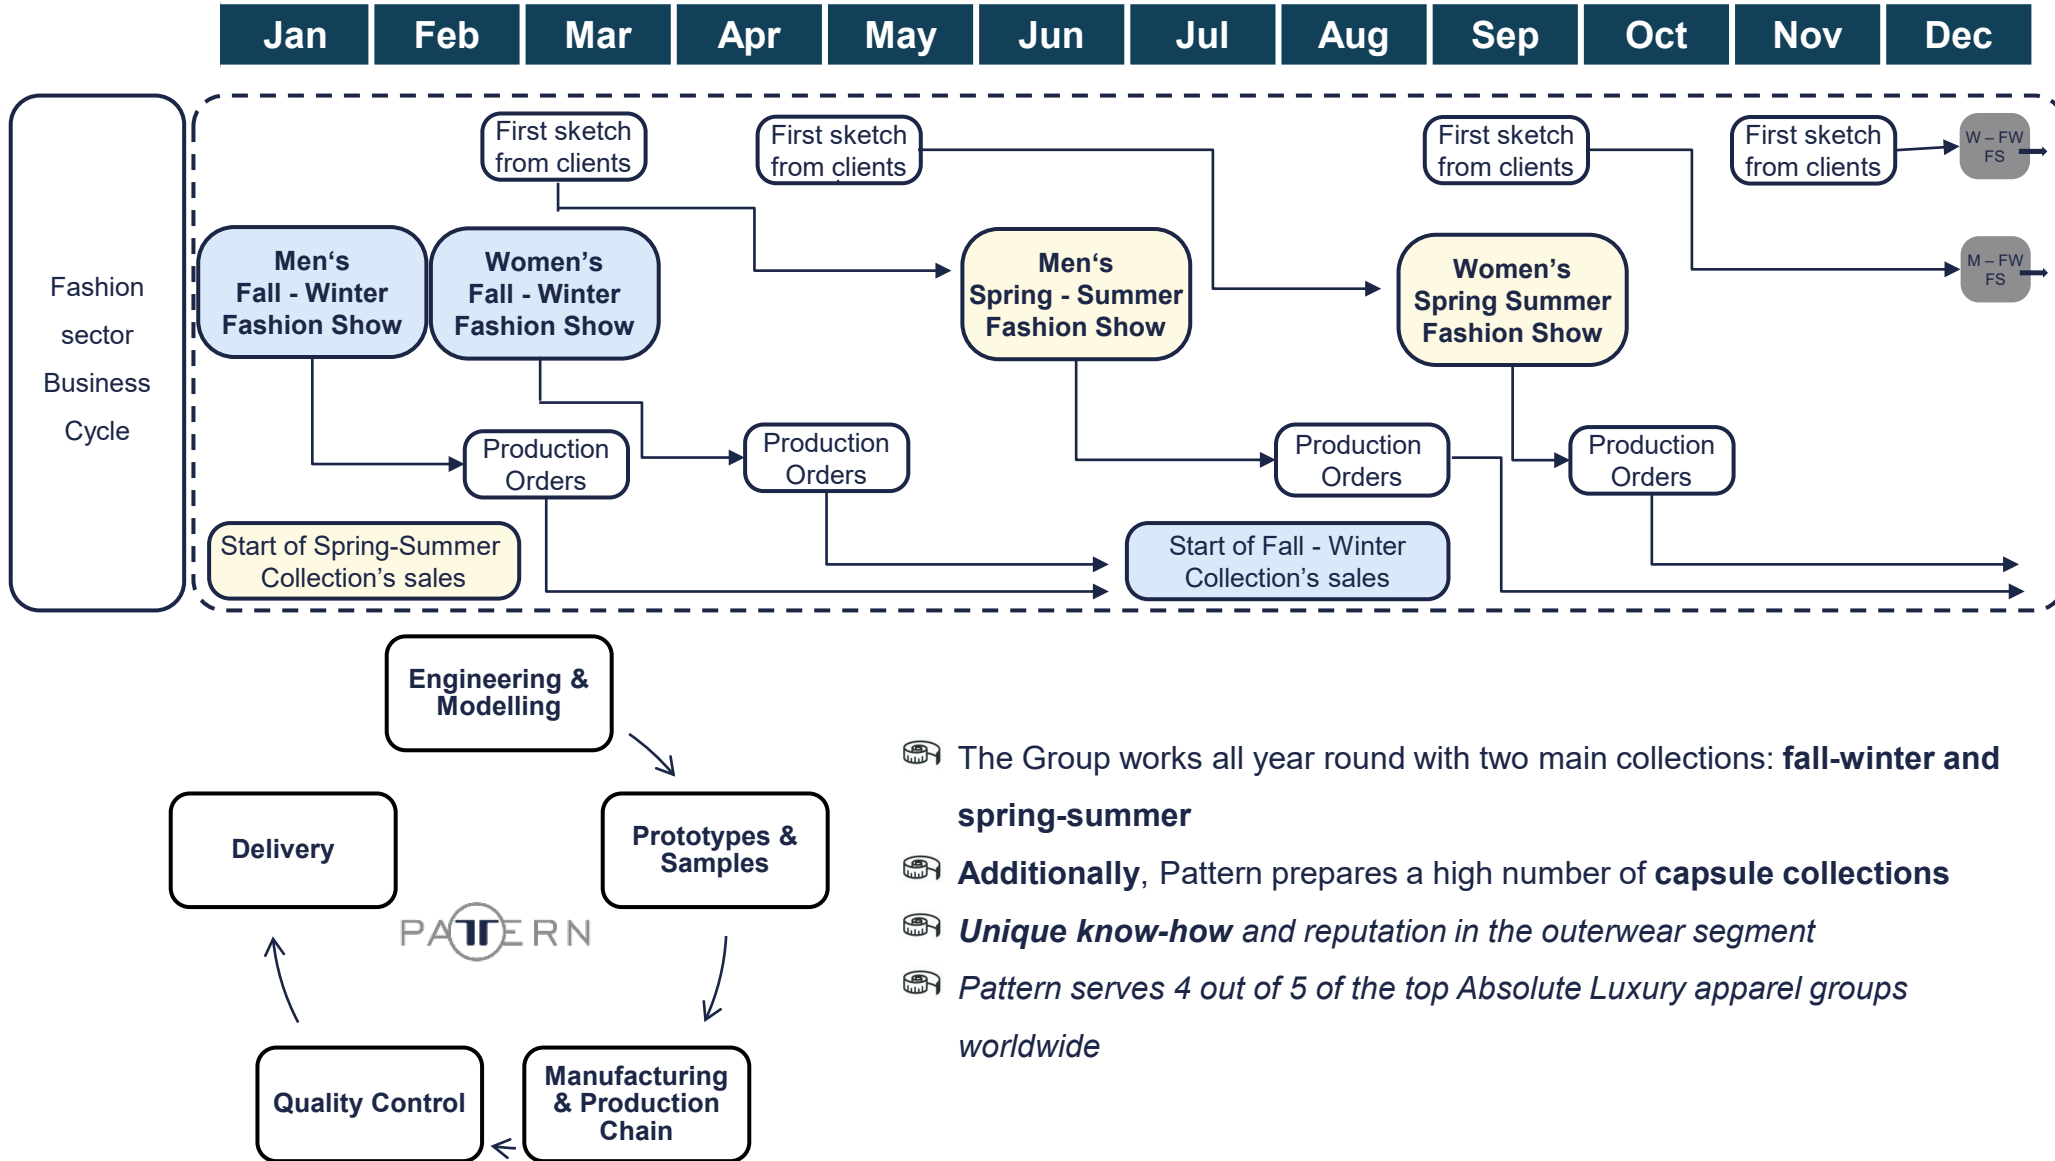 Jan Feb Mar Apr May Jun Jul Aug Sep Oct Nov Dec
Fashion
sector
Business
Cycle
First sketch
from clients
First sketch
from clients
First sketch
from clients
First sketch
from clients
W – FW
FS
Men‘s
Fall - Winter
Fashion Show
Women’s
Fall - Winter
Fashion Show
Men‘s
Spring - Summer
Fashion Show
Women’s
Spring Summer
Fashion Show
M – FW
FS
Production
Orders
Production
Orders
Production
Orders
Production
Orders
Start of Spring-Summer
Collection’s sales
Start of Fall - Winter
Collection’s sales
Engineering &
Modelling
Prototypes &
Samples
Manufacturing
& Production
Chain
Quality Control
Delivery
PATTERN
The Group works all year round with two main collections: fall-winter and
spring-summer
Additionally, Pattern prepares a high number of capsule collections
Unique know-how and reputation in the outerwear segment
Pattern serves 4 out of 5 of the top Absolute Luxury apparel groups
worldwide